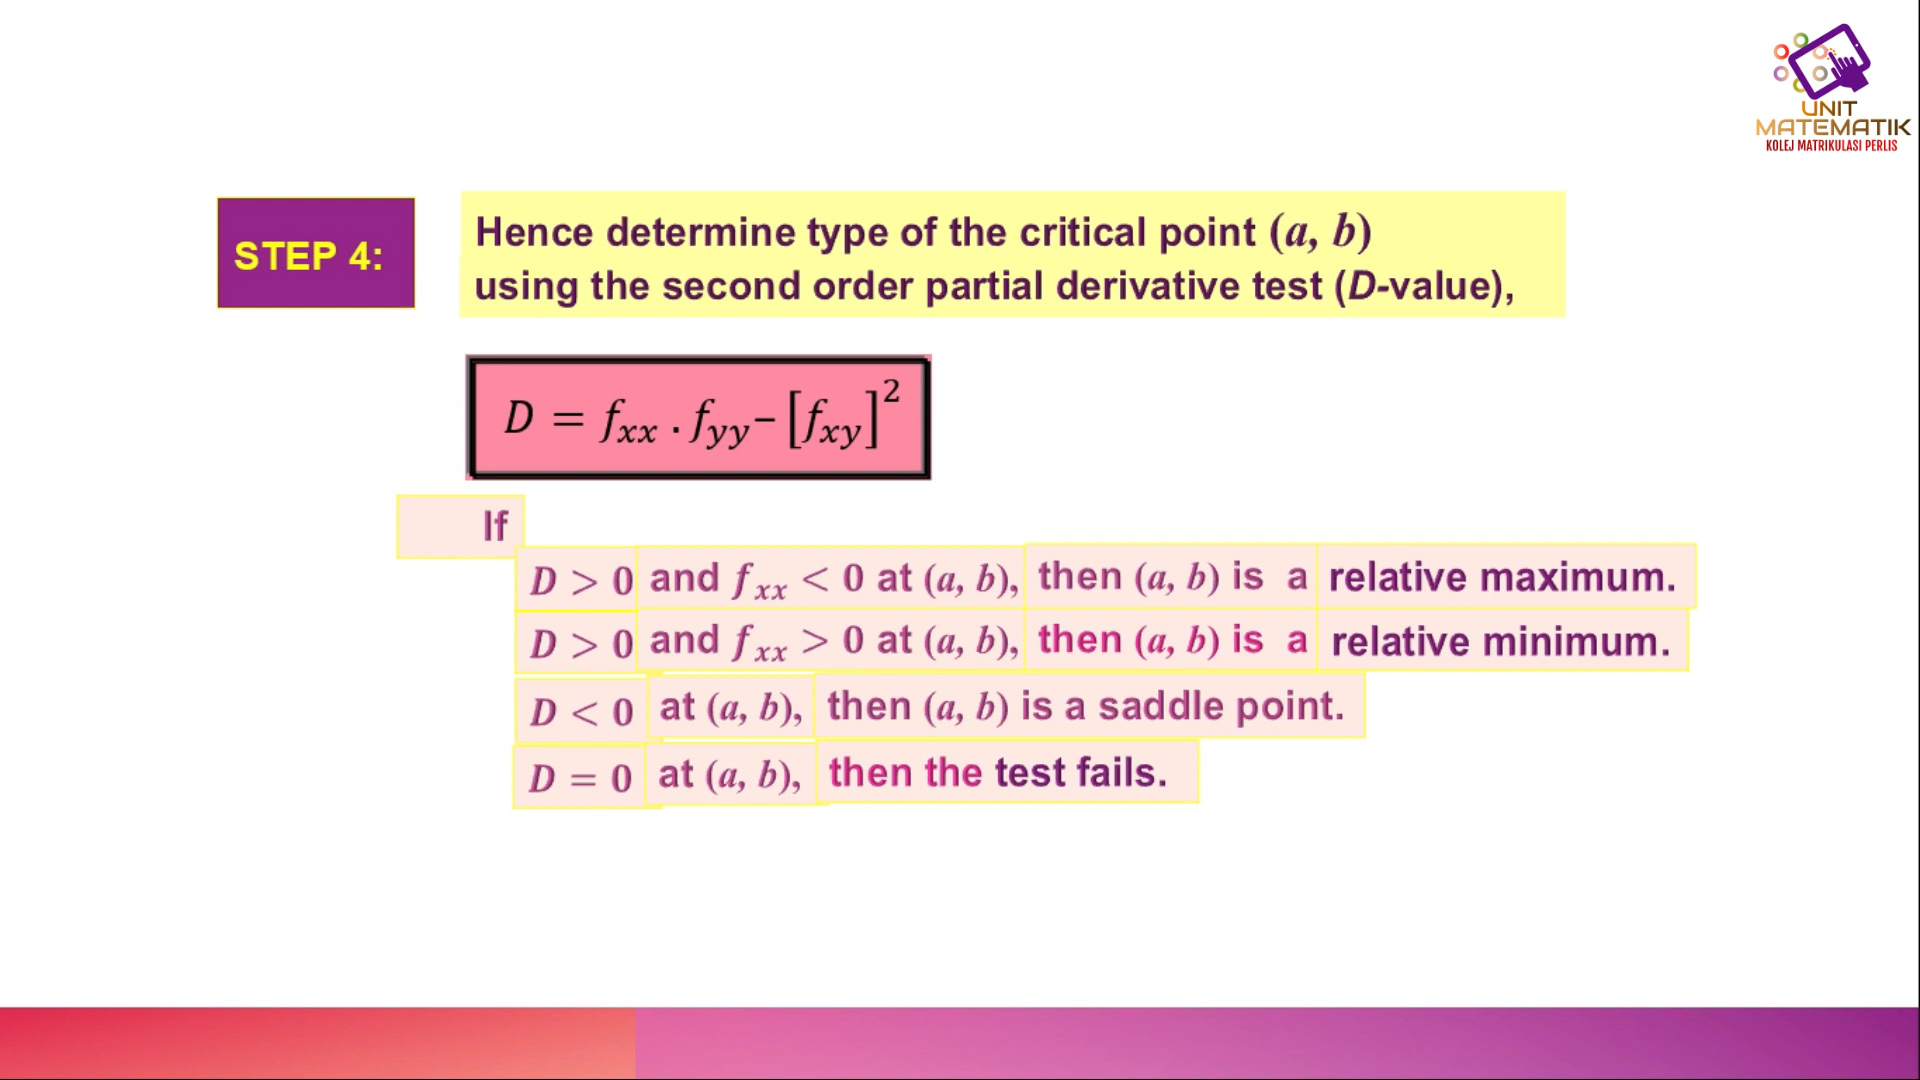 UNIT
MATEMATIK
KOLEJ MATRIKULASI PERLIS
STEP 4:
Hence determine type of the critical point (a, b)
using the second order partial derivative test (D-value),
D = fₓₓ . f_yy – [f_xy]²
If
D > 0 and fₓₓ < 0 at (a, b), then (a, b) is a relative maximum.
D > 0 and fₓₓ > 0 at (a, b), then (a, b) is a relative minimum.
D < 0 at (a, b), then (a, b) is a saddle point.
D = 0 at (a, b), then the test fails.